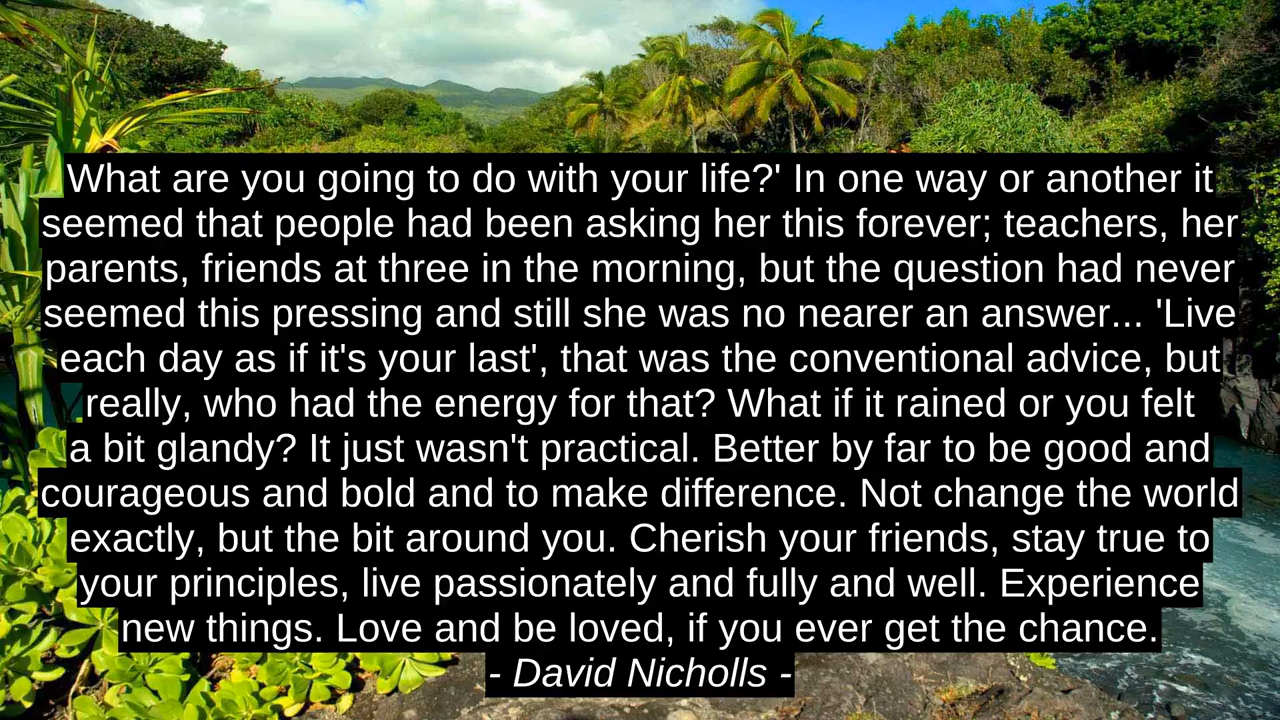 'What are you going to do with your life?' In one way or another it
seemed that people had been asking her this forever; teachers, her
parents, friends at three in the morning, but the question had never
seemed this pressing and still she was no nearer an answer... 'Live
each day as if it's your last', that was the conventional advice, but
really, who had the energy for that? What if it rained or you felt
a bit glandy? It just wasn't practical. Better by far to be good and
courageous and bold and to make difference. Not change the world
exactly, but the bit around you. Cherish your friends, stay true to
your principles, live passionately and fully and well. Experience
new things. Love and be loved, if you ever get the chance.
- David Nicholls -